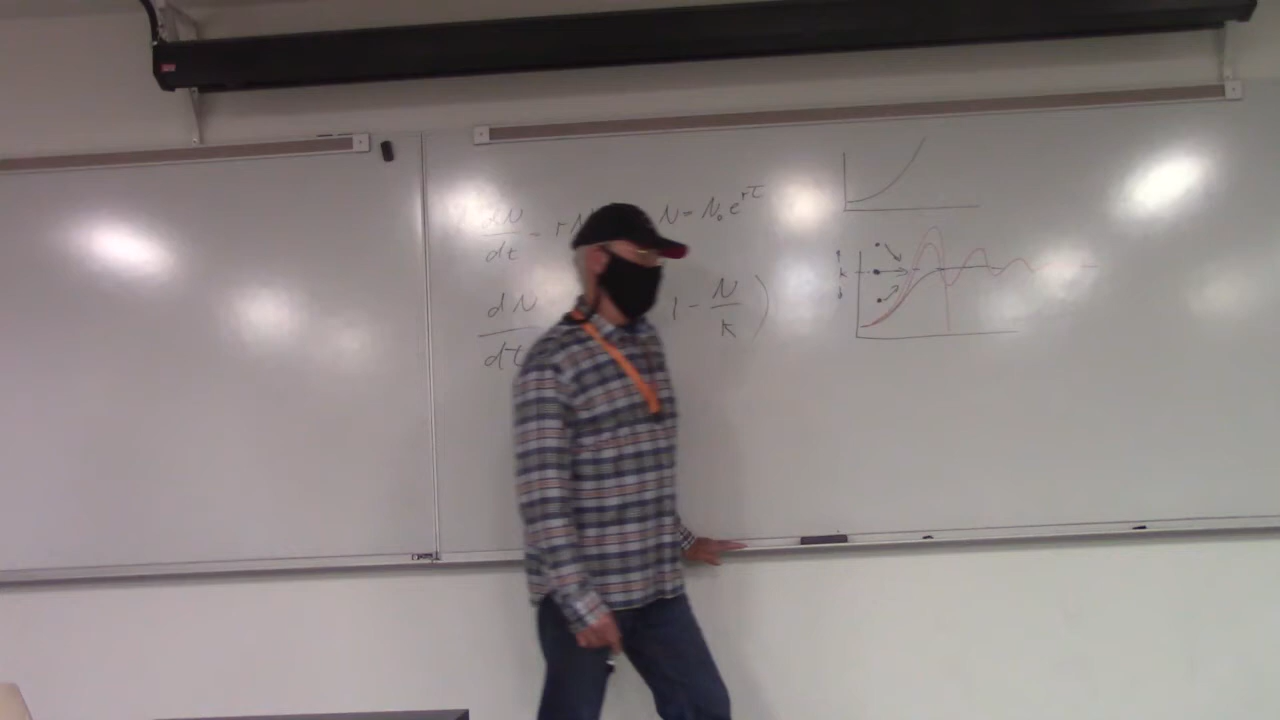 dN/dt = rN N = N₀e^rt
dN/dt 1 - N/K )
K